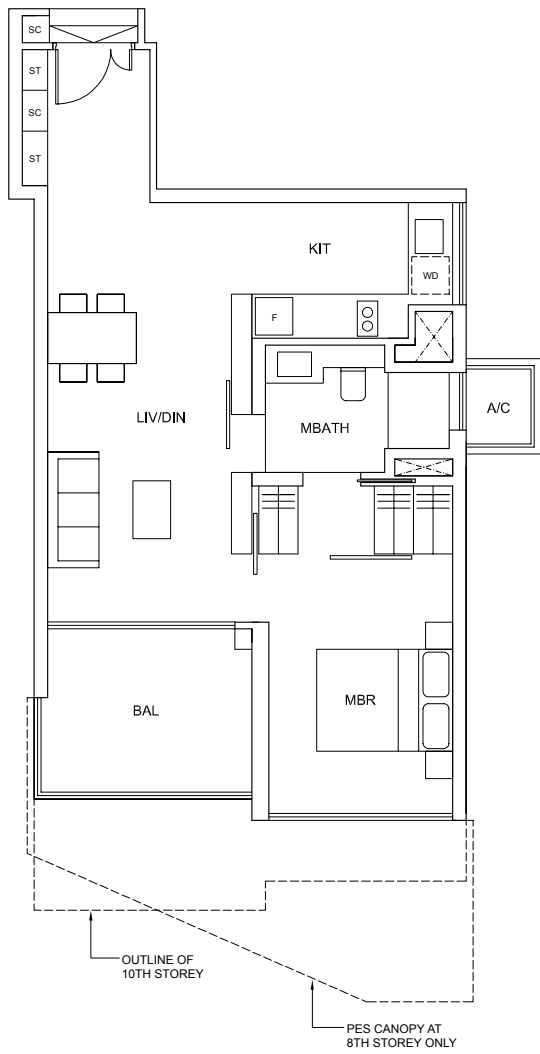 SC
ST
SC
ST
KIT
WD
F
LIV/DIN
MBATH
A/C
BAL
MBR
OUTLINE OF
10TH STOREY
PES CANOPY AT
8TH STOREY ONLY